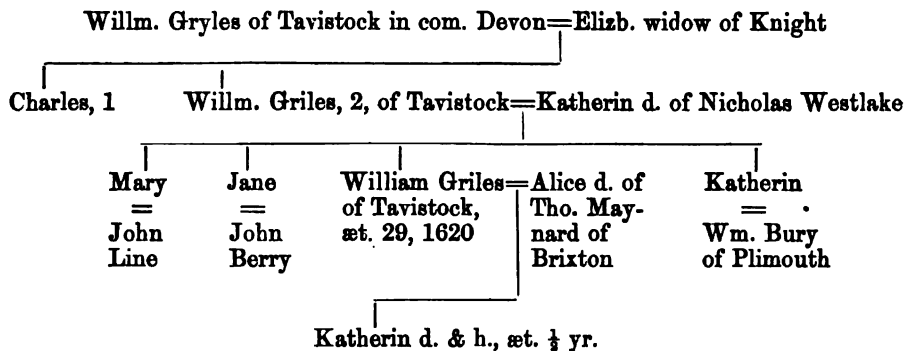 Willm. Gryles of Tavistock in com. Devon=Elizb. widow of Knight
Charles, 1
Willm. Griles, 2, of Tavistock=Katherin d. of Nicholas Westlake
Mary
=
John
Line
Jane
=
John
Berry
William Griles=Alice d. of
of Tavistock,
æt. 29, 1620
Tho. May-
nard of
Brixton
Katherin
=
Wm. Bury
of Plimouth
Katherin d. & h., æt. ½ yr.